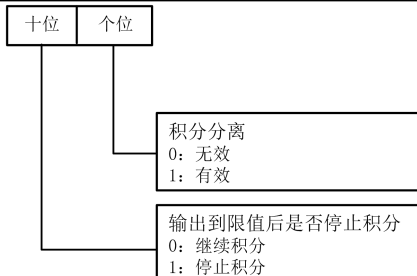 十位 个位
积分分离
0：无效
1：有效
输出到限值后是否停止积分
0：继续积分
1：停止积分